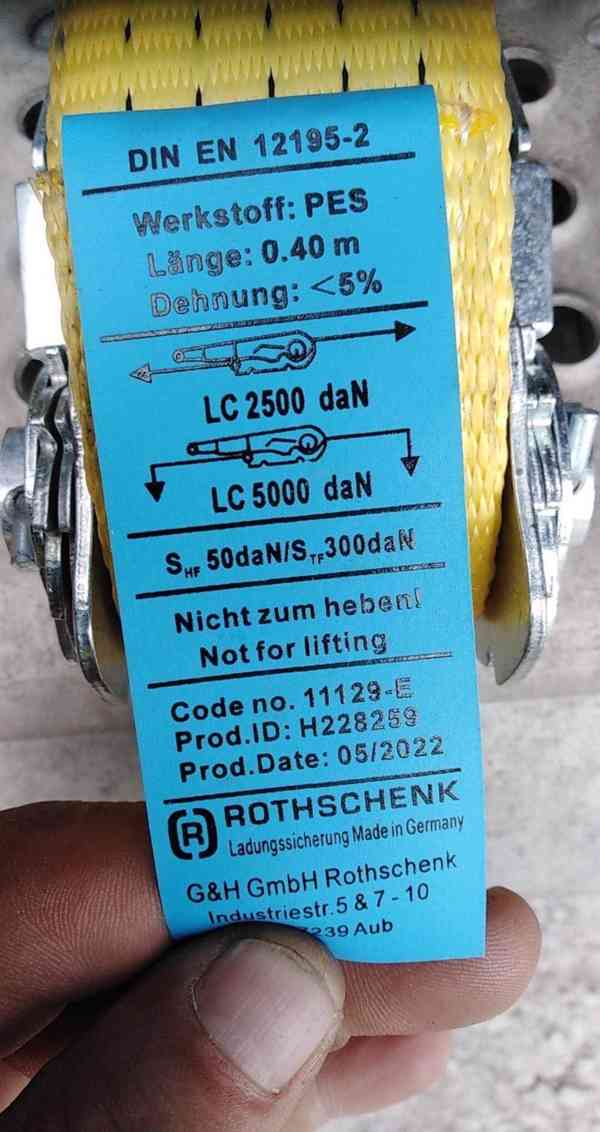 DIN EN 12195-2
Werkstoff: PES
Länge: 0.40 m
Dehnung: <5%
LC 2500 daN
LC 5000 daN
SHF 50daN/STF300daN
Nicht zum heben!
Not for lifting
Code no. 11129-E
Prod.ID: H228259
Prod.Date: 05/2022
(R) ROTHSCHENK
Ladungssicherung Made in Germany
G&H GmbH Rothschenk
Industriestr. 5 & 7 - 10
Aub